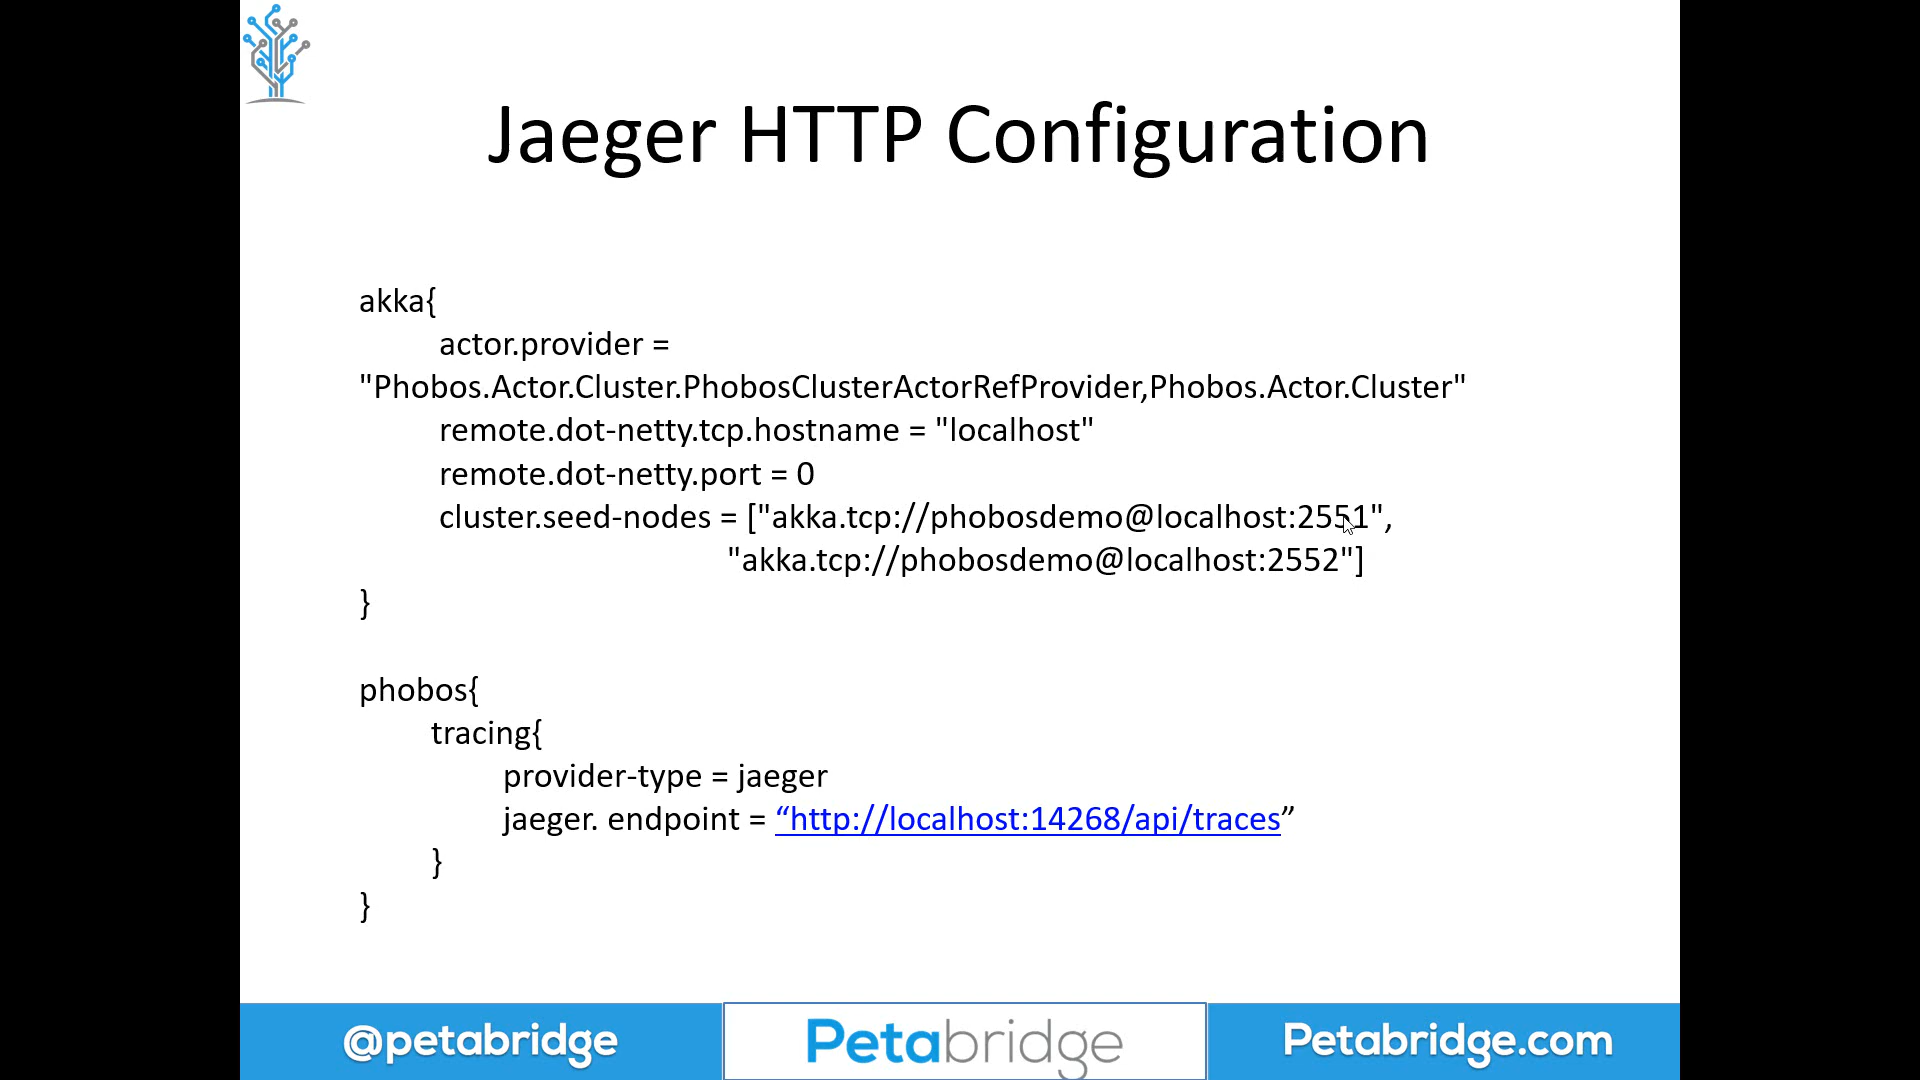 Jaeger HTTP Configuration
akka{
actor.provider =
"Phobos.Actor.Cluster.PhobosClusterActorRefProvider,Phobos.Actor.Cluster"
remote.dot-netty.tcp.hostname = "localhost"
remote.dot-netty.port = 0
cluster.seed-nodes = ["akka.tcp://phobosdemo@localhost:2551",
"akka.tcp://phobosdemo@localhost:2552"]
}
phobos{
tracing{
provider-type = jaeger
jaeger. endpoint = “http://localhost:14268/api/traces”
}
}
@petabridge
Petabridge
Petabridge.com